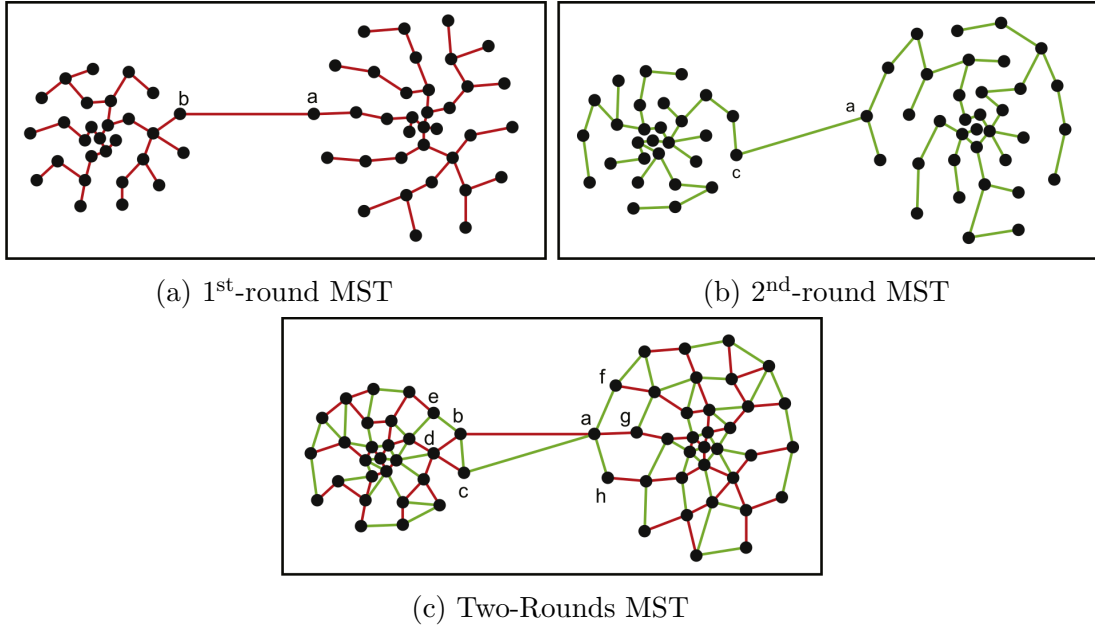 b
a
(a) 1st-round MST
a
c
(b) 2nd-round MST
f
e
b
a
g
d
c
h
(c) Two-Rounds MST